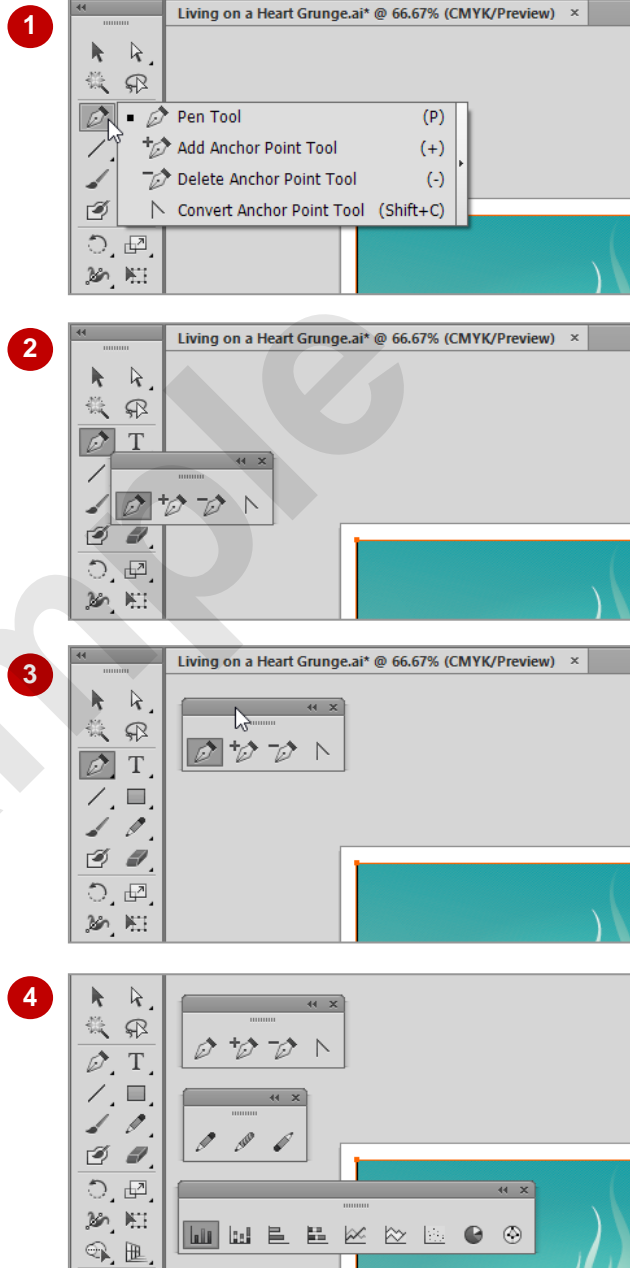 1
Living on a Heart Grunge.ai* @ 66.67% (CMYK/Preview) ×
Pen Tool (P)
Add Anchor Point Tool (+)
Delete Anchor Point Tool (-)
Convert Anchor Point Tool (Shift+C)
2
Living on a Heart Grunge.ai* @ 66.67% (CMYK/Preview) ×
T
3
Living on a Heart Grunge.ai* @ 66.67% (CMYK/Preview) ×
T
4
T
mple